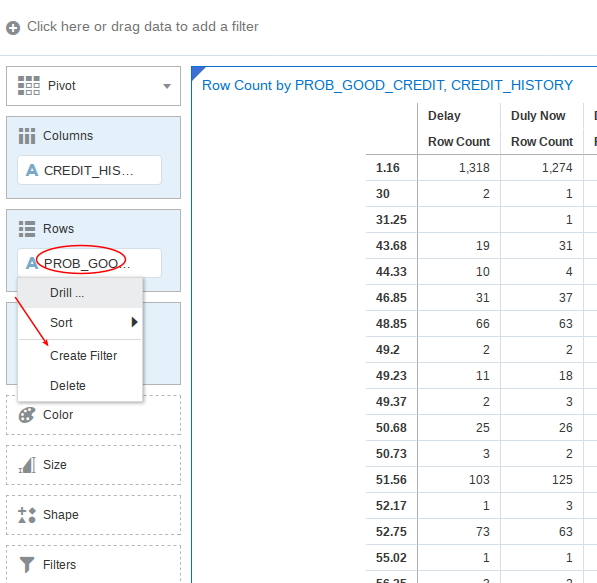 Click here or drag data to add a filter
Pivot
Columns
A CREDIT_HIS...
Rows
A PROB_GOO...
Drill ...
Sort
Create Filter
Delete
Color
Size
Shape
Filters
Row Count by PROB_GOOD_CREDIT, CREDIT_HISTORY
Delay Duly Now
Row Count Row Count
1.16 1,318 1,274
30 2 1
31.25 1
43.68 19 31
44.33 10 4
46.85 31 37
48.85 66 63
49.2 2 2
49.23 11 18
49.37 2 3
50.68 25 26
50.73 3 2
51.56 103 125
52.17 1 3
52.75 73 63
55.02 1 1